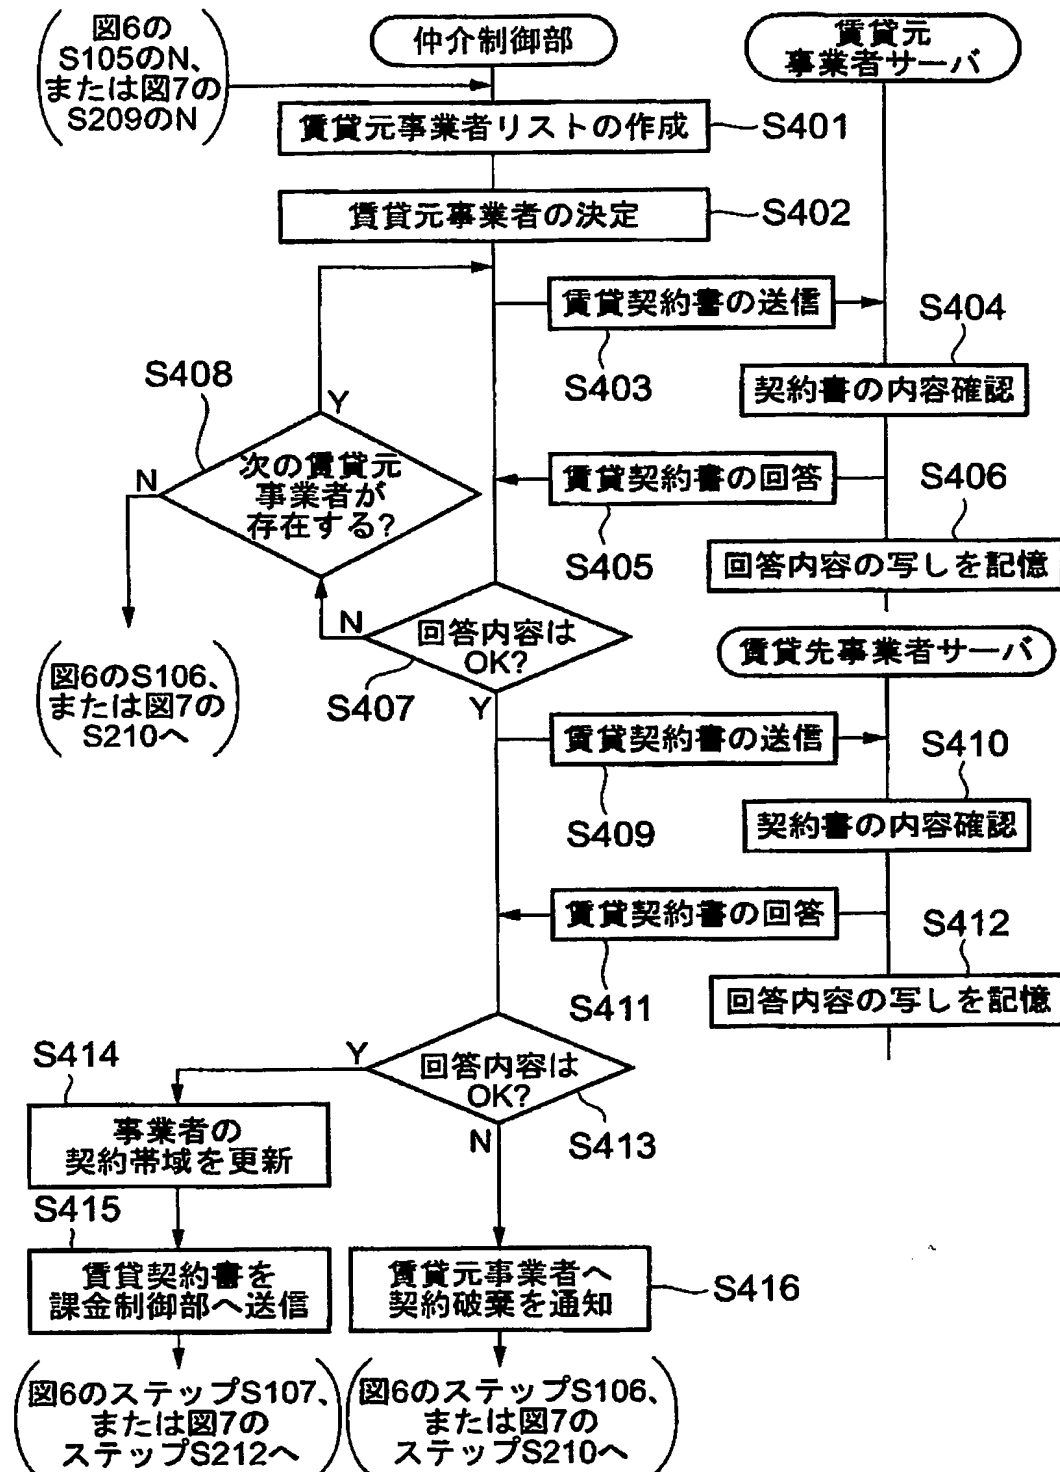 図6の
S105のN、
または図7の
S209のN
仲介制御部
賃貸元
事業者サーバ
賃貸元事業者リストの作成
S401
賃貸元事業者の決定
S402
賃貸契約書の送信
S403
S404
契約書の内容確認
S408
Y
N
次の賃貸元
事業者が
存在する?
賃貸契約書の回答
S405
S406
回答内容の写しを記憶
N
回答内容は
OK?
S407
Y
図6のS106、
または図7の
S210へ
賃貸先事業者サーバ
賃貸契約書の送信
S409
S410
契約書の内容確認
賃貸契約書の回答
S411
S412
回答内容の写しを記憶
S414
Y
回答内容は
OK?
S413
N
事業者の
契約帯域を更新
S415
賃貸契約書を
課金制御部へ送信
賃貸元事業者へ
契約破棄を通知
S416
図6のステップS107、
または図7の
ステップS212へ
図6のステップS106、
または図7の
ステップS210へ